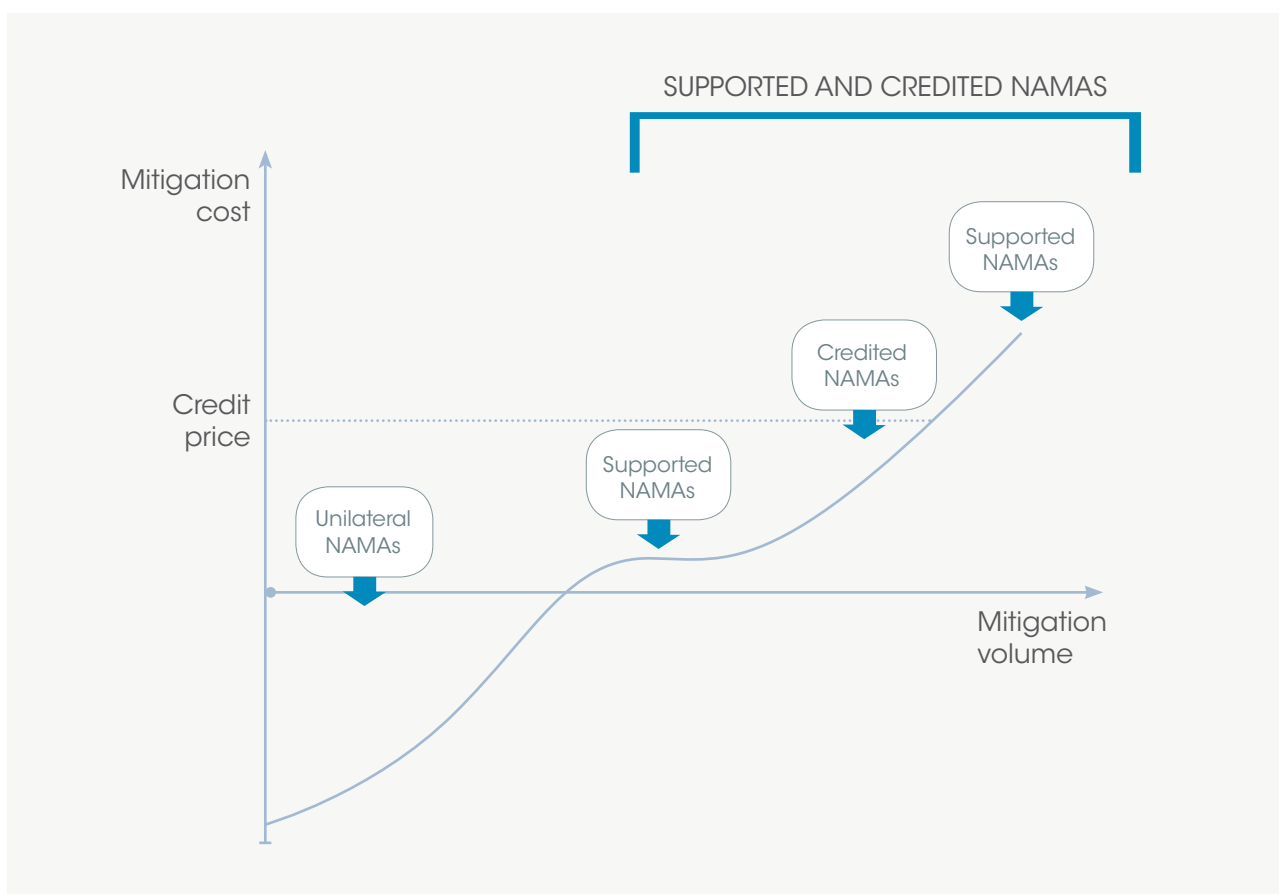 SUPPORTED AND CREDITED NAMAS
Mitigation
cost
Supported
NAMAs
Credited
NAMAs
Credit
price
Supported
NAMAs
Unilateral
NAMAs
Mitigation
volume